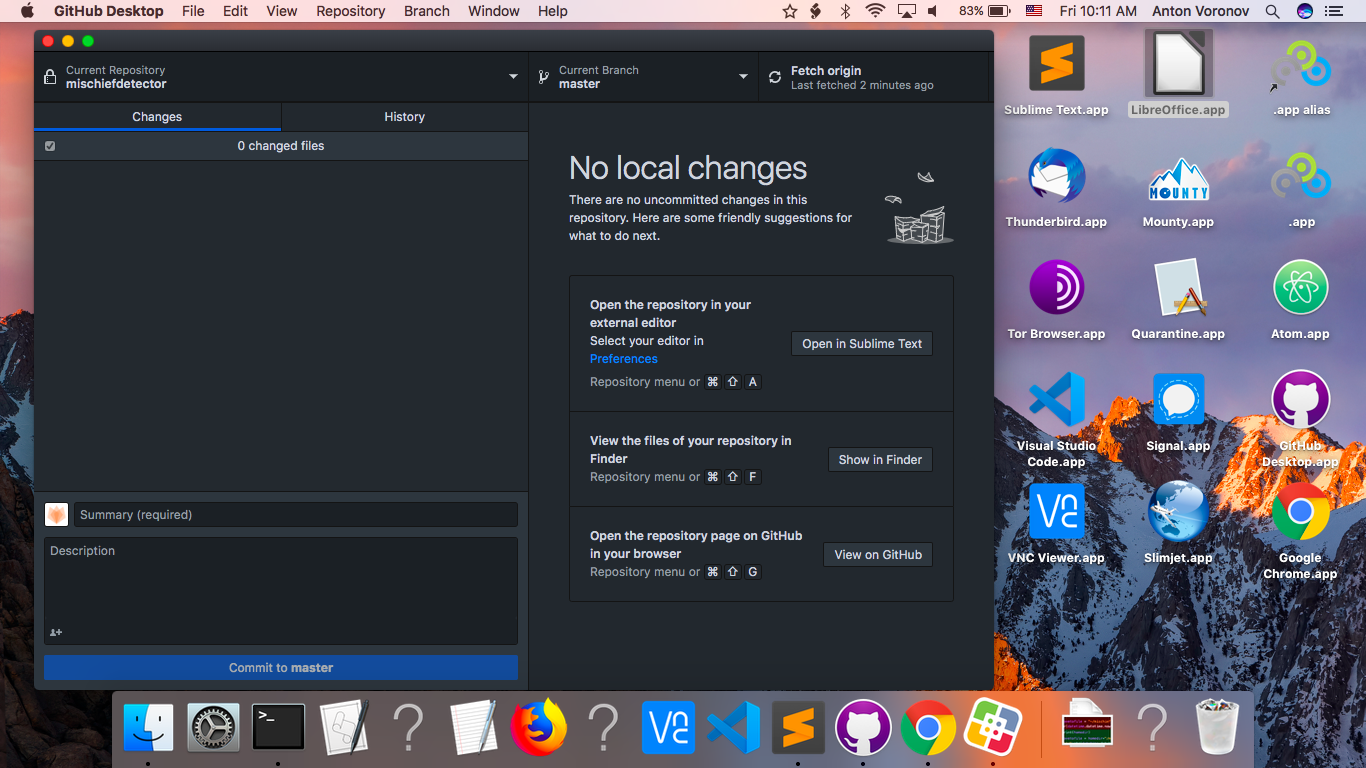 GitHub Desktop File Edit View Repository Branch Window Help 83% Fri 10:11 AM Anton Voronov
Current Repository
mischiefdetector
Current Branch
master
Fetch origin
Last fetched 2 minutes ago
Changes
History
0 changed files
No local changes
There are no uncommitted changes in this
repository. Here are some friendly suggestions for
what to do next.
Open the repository in your
external editor
Select your editor in
Preferences
Repository menu or ⌘ ⇧ A
Open in Sublime Text
View the files of your repository in
Finder
Repository menu or ⌘ ⇧ F
Show in Finder
Open the repository page on GitHub
in your browser
Repository menu or ⌘ ⇧ G
View on GitHub
Summary (required)
Description
Commit to master
Sublime Text.app
LibreOffice.app
.app alias
Thunderbird.app
MOUNTY
Mounty.app
.app
Tor Browser.app
Quarantine.app
Atom.app
Visual Studio
Code.app
Signal.app
GitHub
Desktop.app
VNC Viewer.app
Slimjet.app
Google
Chrome.app
>_